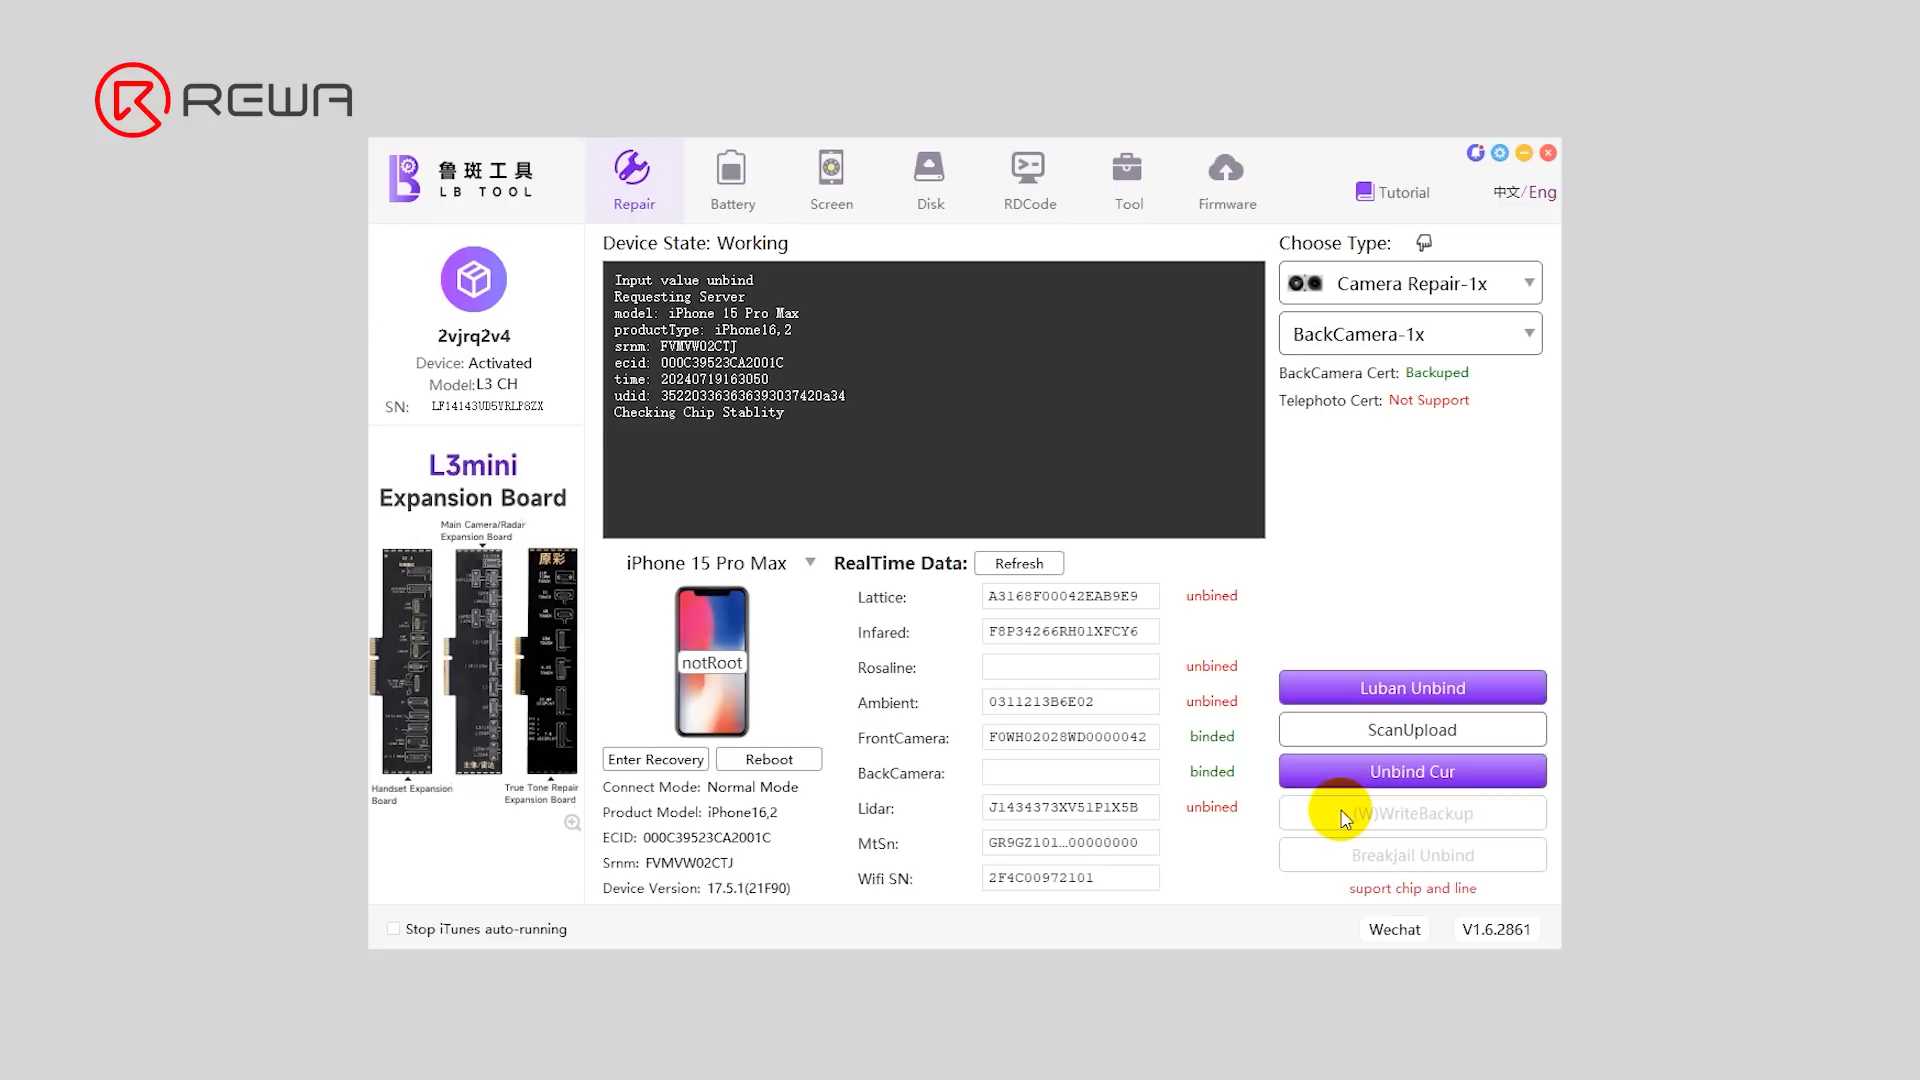 REWA
鲁班工具
LB TOOL
Repair
Battery
Screen
Disk
RDCode
Tool
Firmware
Tutorial
中文/Eng
2vjrq2v4
Device: Activated
Model:L3 CH
SN: LF14143UD5YRLP8ZX
L3mini
Expansion Board
Main Camera/Radar
Expansion Board
原彩
主像/雷达
Handset Expansion
Board
True Tone Repair
Expansion Board
Device State: Working
Input value unbind
Requesting Server
model: iPhone 15 Pro Max
productType: iPhone16,2
srnm: FVMVW02CTJ
ecid: 000C39523CA2001C
time: 20240719163050
udid: 352203363636393037420a34
Checking Chip Stablity
iPhone 15 Pro Max
notRoot
Enter Recovery
Reboot
Connect Mode: Normal Mode
Product Model: iPhone16,2
ECID: 000C39523CA2001C
Srnm: FVMVW02CTJ
Device Version: 17.5.1(21F90)
RealTime Data:
Refresh
Lattice: A3168F00042EAB9E9 unbined
Infared: F8P34266RH01XFCY6
Rosaline: unbined
Ambient: 0311213B6E02 unbined
FrontCamera: F0WH02028WD0000042 binded
BackCamera: binded
Lidar: J1434373XV51P1X5B unbined
MtSn: GR9GZ101...00000000
Wifi SN: 2F4C00972101
Choose Type:
Camera Repair-1x
BackCamera-1x
BackCamera Cert: Backuped
Telephoto Cert: Not Support
Luban Unbind
ScanUpload
Unbind Cur
(W)WriteBackup
Breakjail Unbind
suport chip and line
Stop iTunes auto-running
Wechat
V1.6.2861